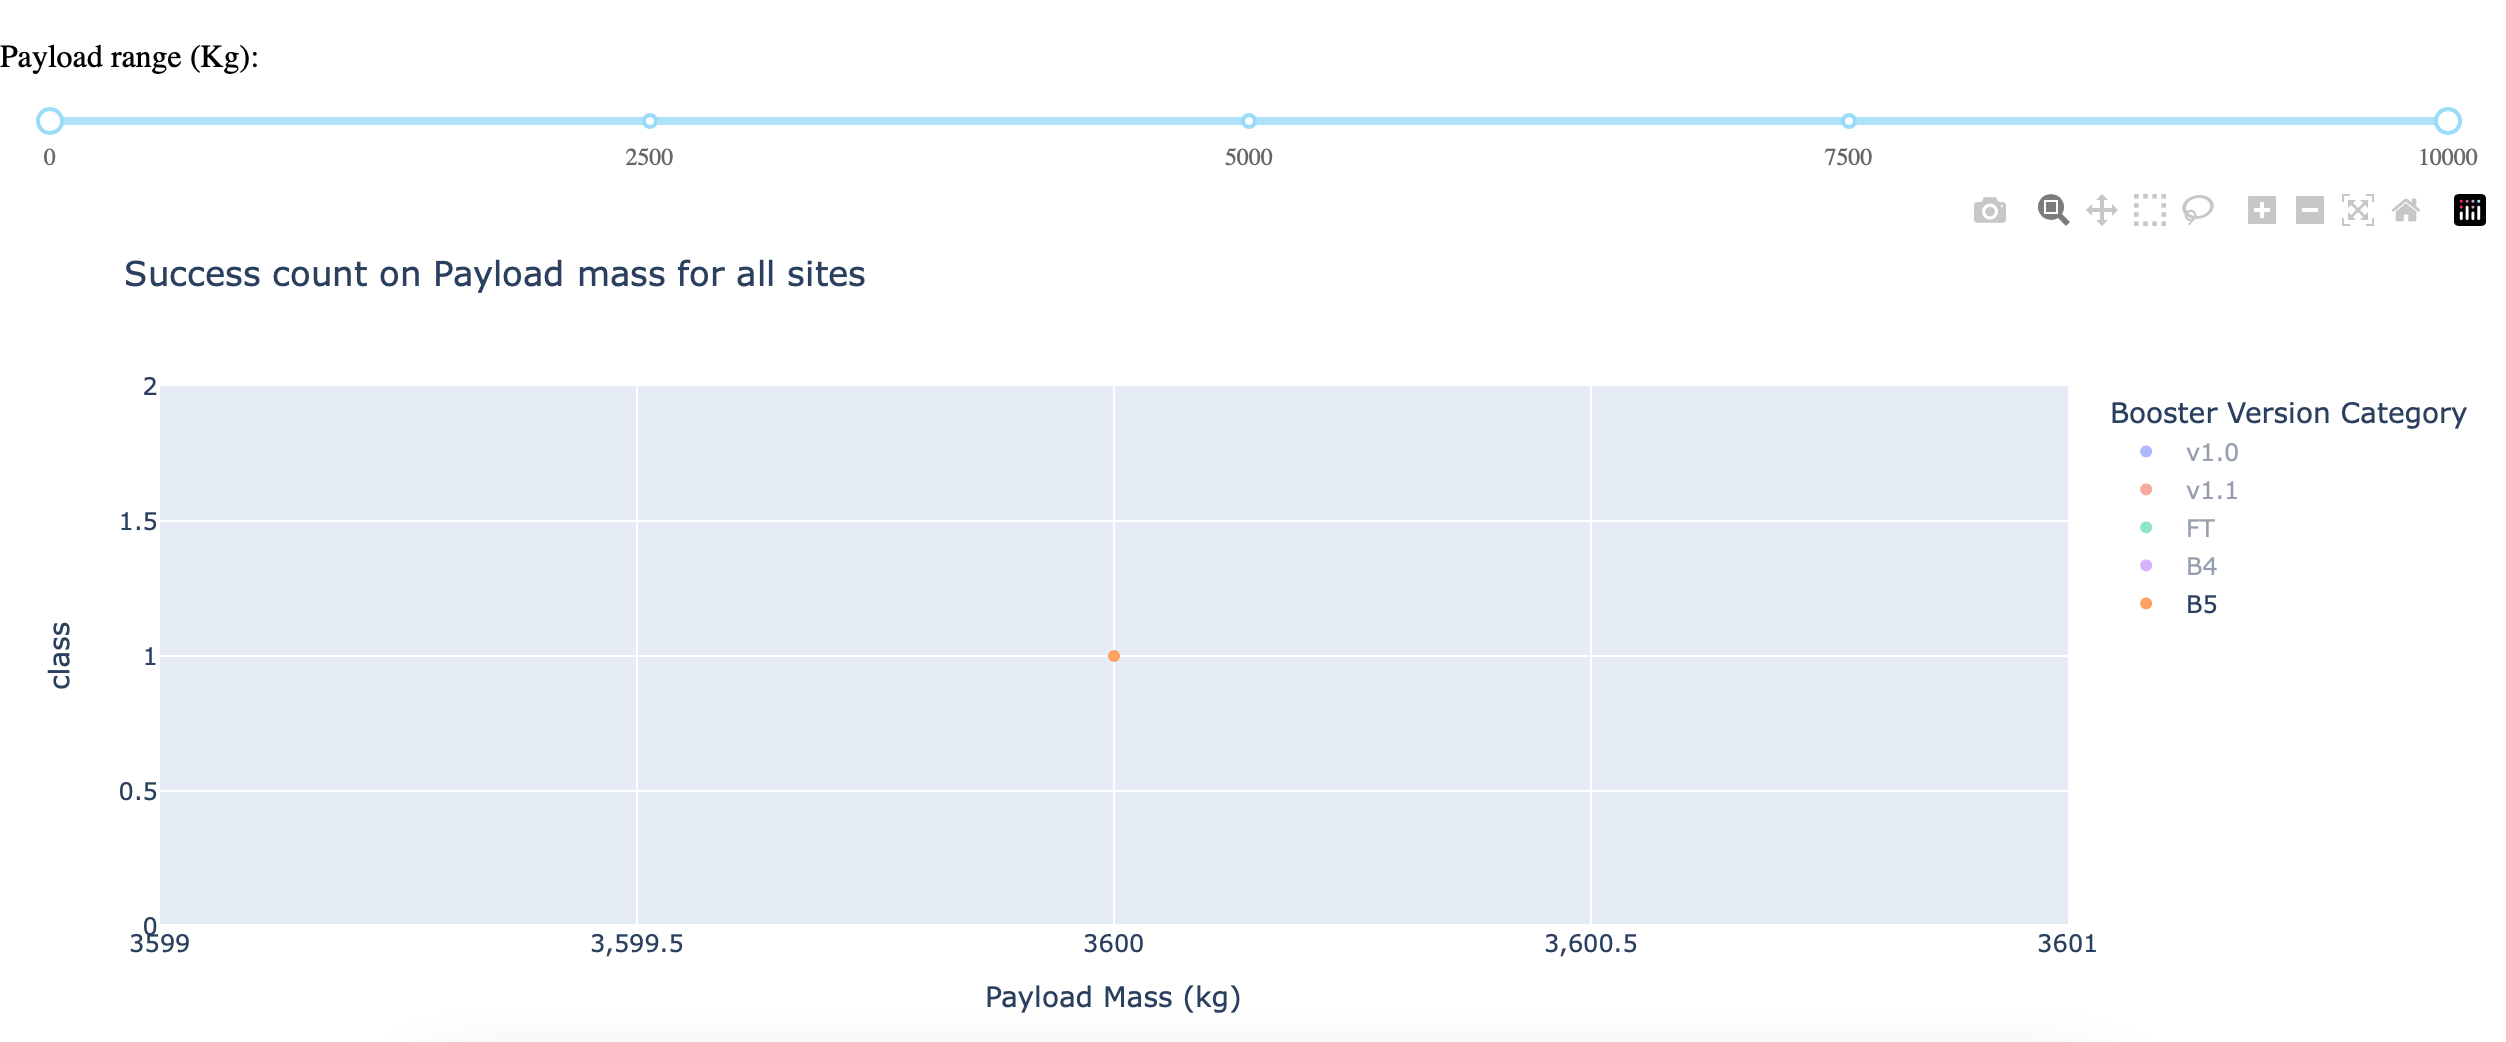 Payload range (Kg):
0 2500 5000 7500 10000
Success count on Payload mass for all sites
2
1.5
1
0.5
0
class
3599 3,599.5 3600 3,600.5 3601
Payload Mass (kg)
Booster Version Category
v1.0
v1.1
FT
B4
B5